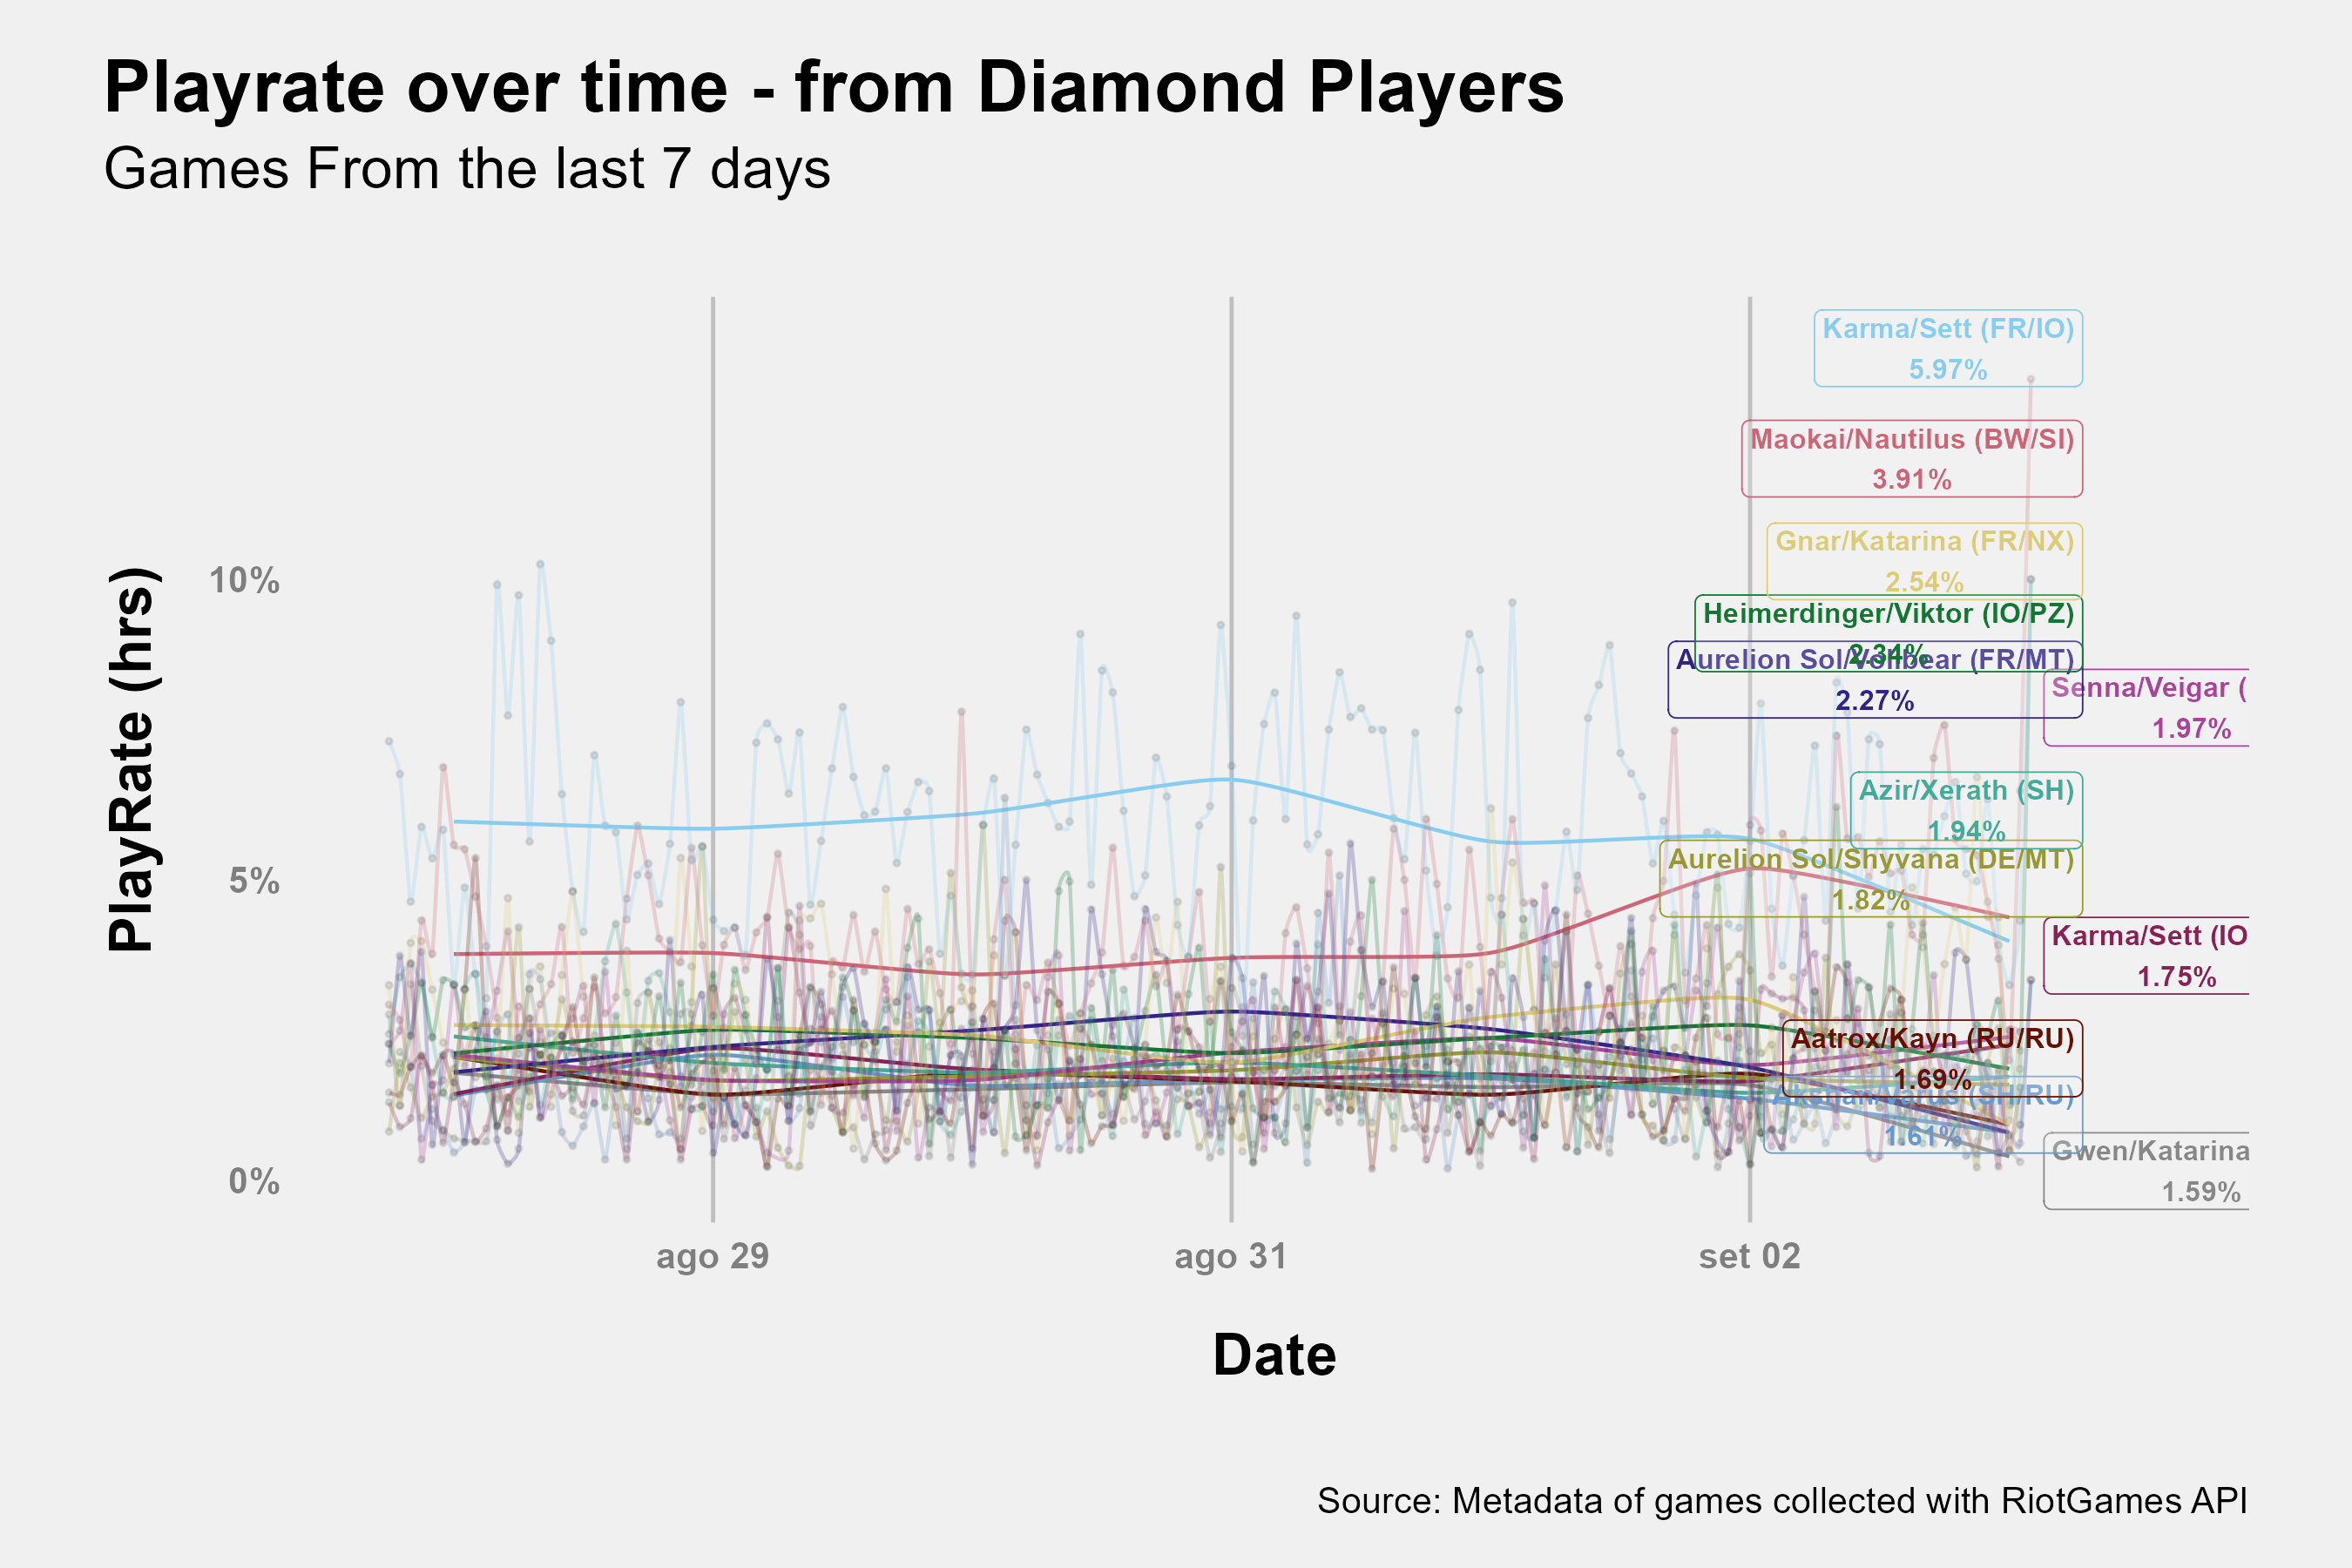 Playrate over time - from Diamond Players
Games From the last 7 days
PlayRate (hrs)
10%
5%
0%
Karma/Sett (FR/IO)
5.97%
Maokai/Nautilus (BW/SI)
3.91%
Gnar/Katarina (FR/NX)
2.54%
Heimerdinger/Viktor (IO/PZ)
2.34%
Aurelion Sol/Volibear (FR/MT)
2.27%
Senna/Veigar (
1.97%
Azir/Xerath (SH)
1.94%
Aurelion Sol/Shyvana (DE/MT)
1.82%
Karma/Sett (IO
1.75%
Aatrox/Kayn (RU/RU)
1.69%
Akshan/Varus (SH/RU)
1.61%
Gwen/Katarina
1.59%
ago 29
ago 31
set 02
Date
Source: Metadata of games collected with RiotGames API